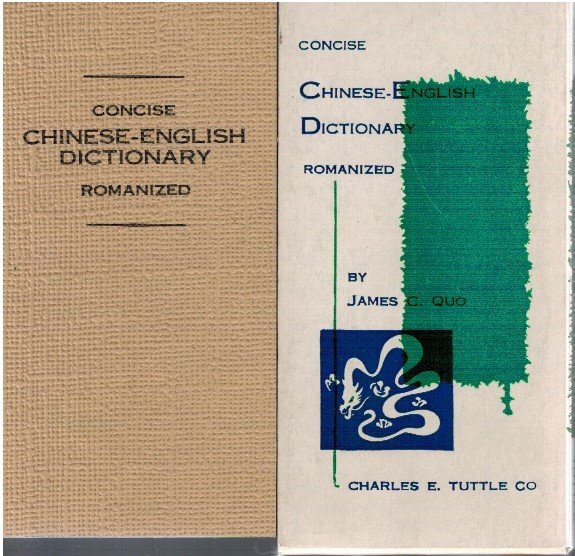 CONCISE
CHINESE-ENGLISH
DICTIONARY
ROMANIZED
CONCISE
CHINESE-ENGLISH
DICTIONARY
ROMANIZED
BY
JAMES C. QUO
CHARLES E. TUTTLE CO